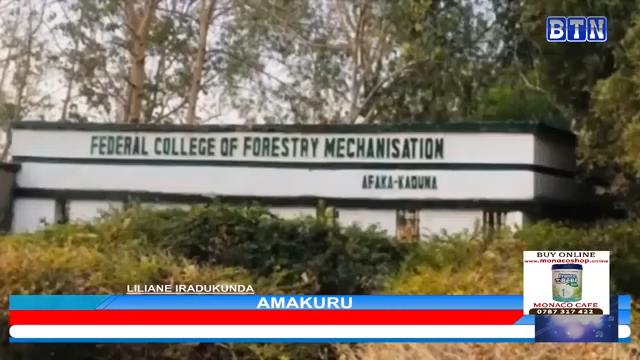 BTN
FEDERAL COLLEGE OF FORESTRY MECHANISATION
AFAKA-KADUNA
BUY ONLINE
www.monacoshop.online
MONACO CAFE
0787 317 422
LILIANE IRADUKUNDA
AMAKURU